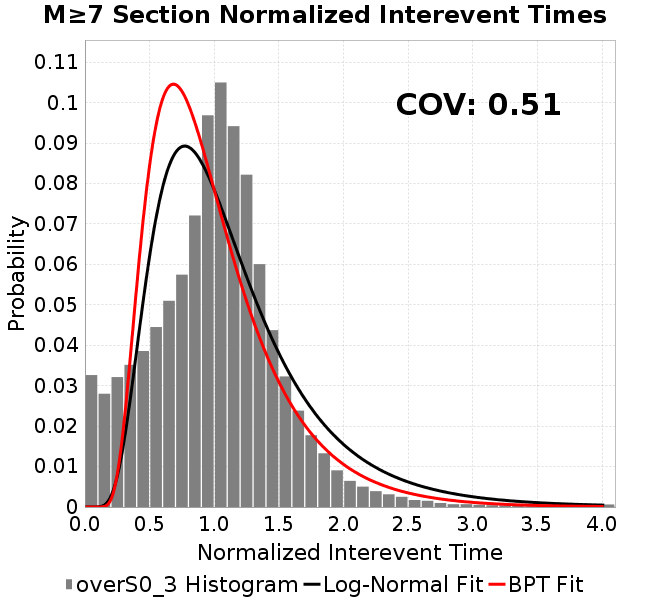 M≥7 Section Normalized Interevent Times
COV: 0.51
Probability
0.11
0.1
0.09
0.08
0.07
0.06
0.05
0.04
0.03
0.02
0.01
0
0.0 0.5 1.0 1.5 2.0 2.5 3.0 3.5 4.0
Normalized Interevent Time
overS0_3 Histogram Log-Normal Fit BPT Fit